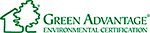 GREEN ADVANTAGE®
ENVIRONMENTAL CERTIFICATION